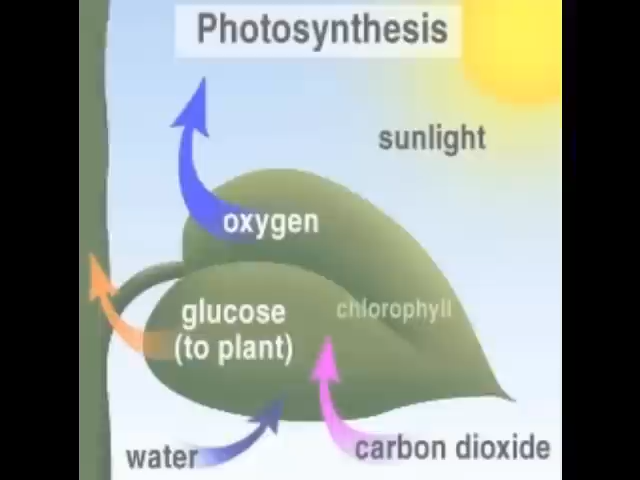 Photosynthesis
sunlight
oxygen
glucose
(to plant)
chlorophyll
water
carbon dioxide